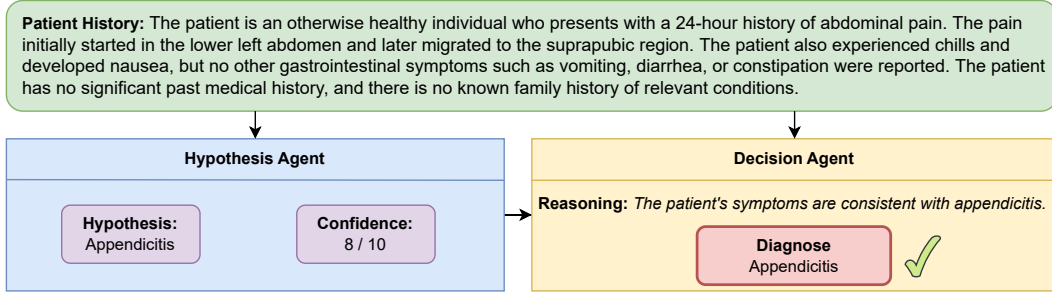 Patient History: The patient is an otherwise healthy individual who presents with a 24-hour history of abdominal pain. The pain
initially started in the lower left abdomen and later migrated to the suprapubic region. The patient also experienced chills and
developed nausea, but no other gastrointestinal symptoms such as vomiting, diarrhea, or constipation were reported. The patient
has no significant past medical history, and there is no known family history of relevant conditions.
Hypothesis Agent
Hypothesis:
Appendicitis
Confidence:
8 / 10
Decision Agent
Reasoning: The patient's symptoms are consistent with appendicitis.
Diagnose
Appendicitis